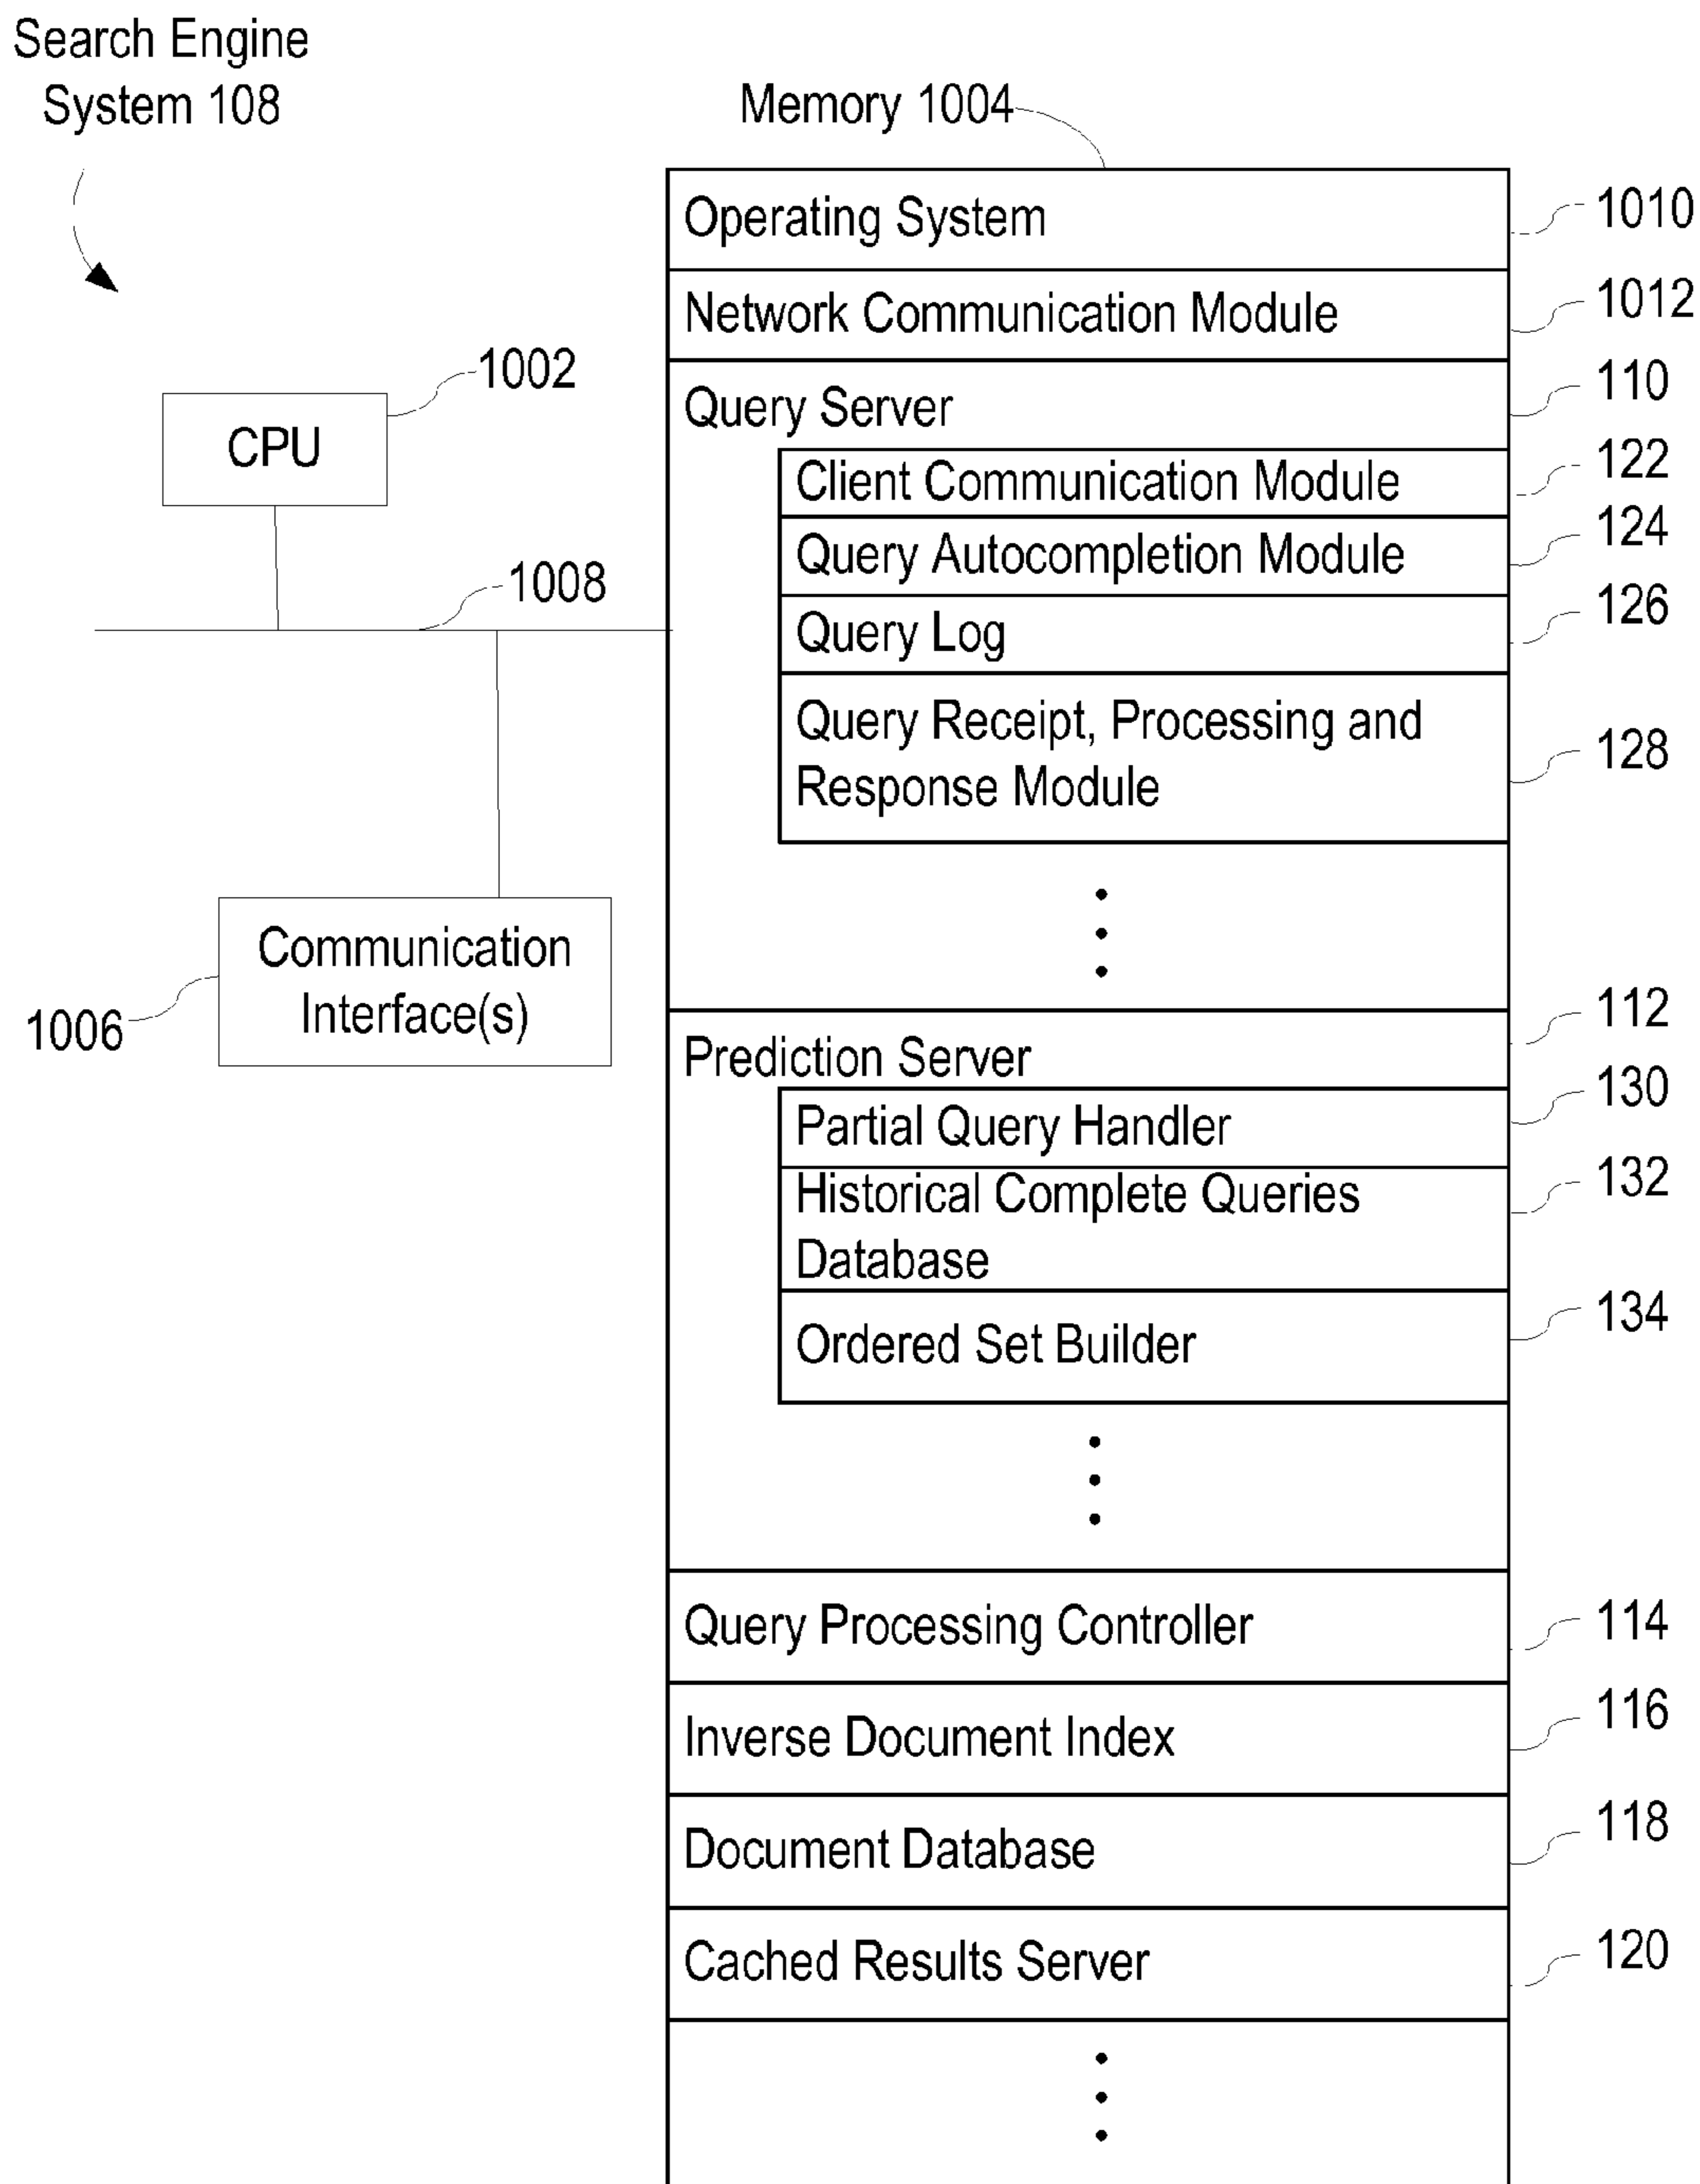 Search Engine
System 108
Memory 1004
Operating System
1010
Network Communication Module
1012
1002
CPU
Query Server
110
Client Communication Module
122
Query Autocompletion Module
124
1008
Query Log
126
Query Receipt, Processing and
Response Module
128
Communication
Interface(s)
1006
Prediction Server
112
Partial Query Handler
130
Historical Complete Queries
Database
132
Ordered Set Builder
134
Query Processing Controller
114
Inverse Document Index
116
Document Database
118
Cached Results Server
120